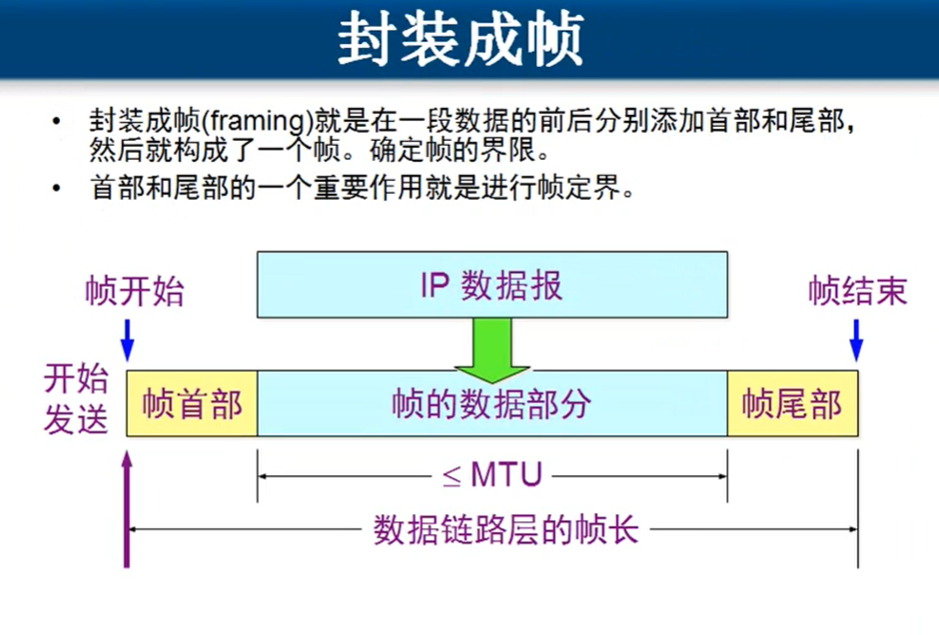 封装成帧
• 封装成帧(framing)就是在一段数据的前后分别添加首部和尾部，
然后就构成了一个帧。确定帧的界限。
• 首部和尾部的一个重要作用就是进行帧定界。
IP 数据报
帧开始
帧结束
开始
发送
帧首部
帧的数据部分
帧尾部
≤ MTU
数据链路层的帧长